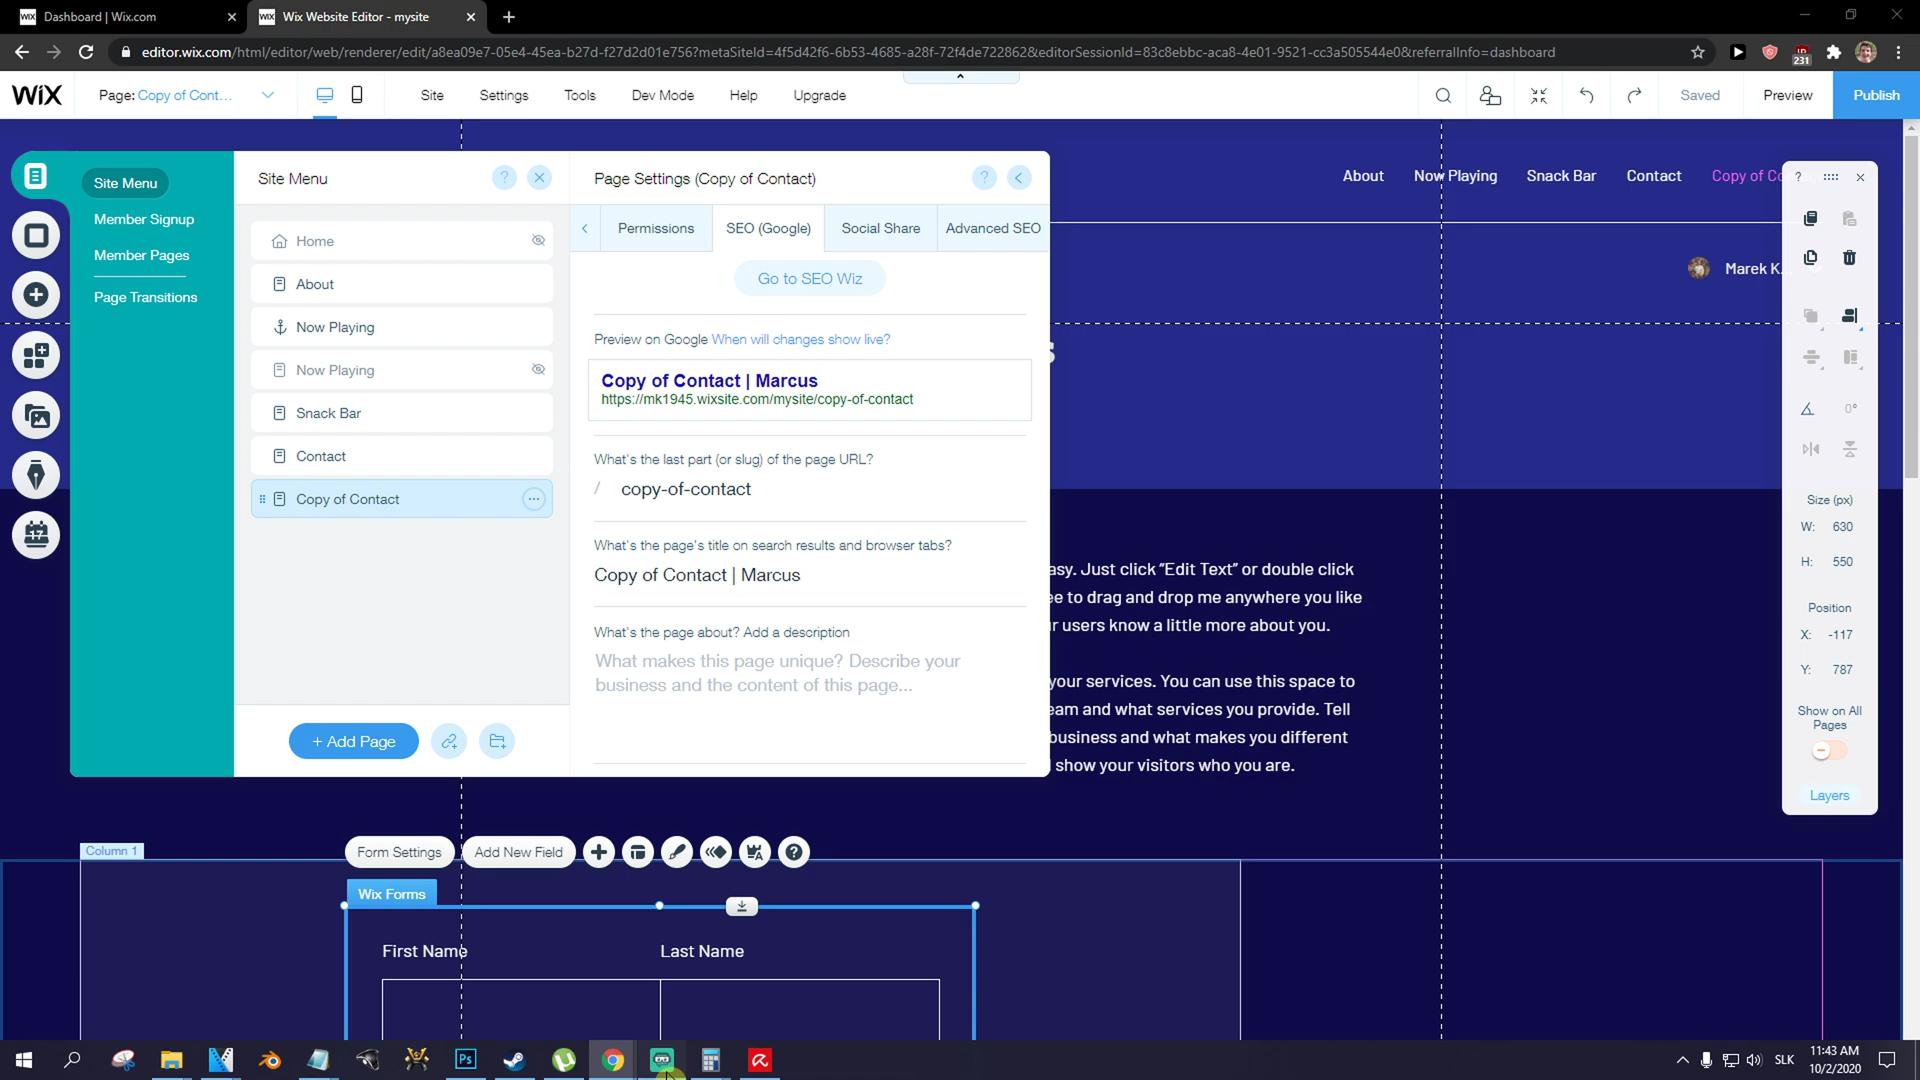 Dashboard | Wix.com
Wix Website Editor - mysite
editor.wix.com/html/editor/web/renderer/edit/a8ea09e7-05e4-45ea-b27d-f27d2d01e756?metaSiteId=4f5d42f6-6b53-4685-a28f-72f4de722862&editorSessionId=83c8ebbc-aca8-4e01-9521-cc3a505544e0&referralInfo=dashboard
231
WiX
Page: Copy of Cont...
Site
Settings
Tools
Dev Mode
Help
Upgrade
Saved
Preview
Publish
About
Now Playing
Snack Bar
Contact
Copy of Co
Marek K...
Site Menu
Member Signup
Member Pages
Page Transitions
Site Menu
?
Home
About
Now Playing
Now Playing
Snack Bar
Contact
Copy of Contact
+ Add Page
Page Settings (Copy of Contact)
?
Permissions
SEO (Google)
Social Share
Advanced SEO
Go to SEO Wiz
Preview on Google When will changes show live?
Copy of Contact | Marcus
https://mk1945.wixsite.com/mysite/copy-of-contact
What's the last part (or slug) of the page URL?
/ copy-of-contact
What's the page's title on search results and browser tabs?
Copy of Contact | Marcus
What's the page about? Add a description
What makes this page unique? Describe your
business and the content of this page...
s
asy. Just click “Edit Text” or double click
ee to drag and drop me anywhere you like
r users know a little more about you.
your services. You can use this space to
eam and what services you provide. Tell
business and what makes you different
show your visitors who you are.
?
0°
Size (px)
W: 630
H: 550
Position
X: -117
Y: 787
Show on All
Pages
Layers
Column 1
Form Settings
Add New Field
Wix Forms
First Name
Last Name
17
Ps
SLK
11:43 AM
10/2/2020